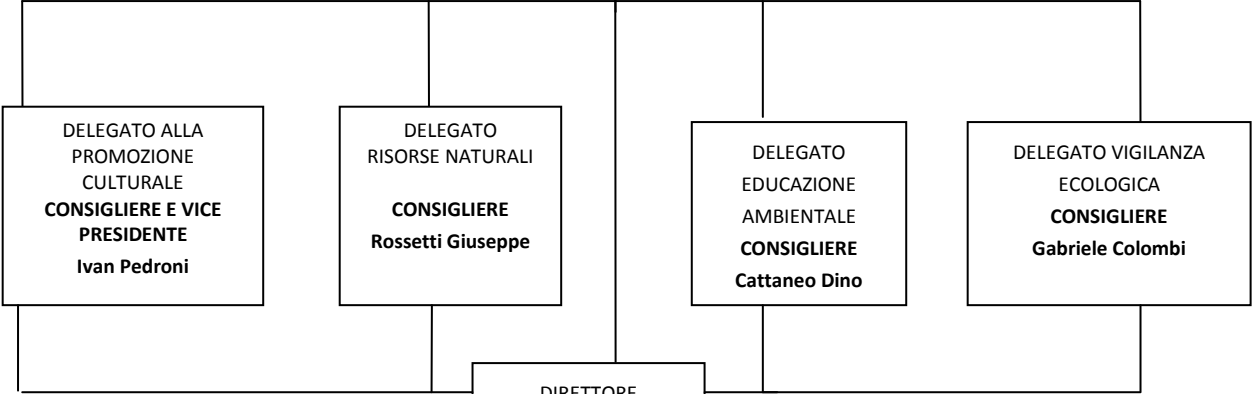 DELEGATO ALLA
PROMOZIONE
CULTURALE
CONSIGLIERE E VICE
PRESIDENTE
Ivan Pedroni
DELEGATO
RISORSE NATURALI
CONSIGLIERE
Rossetti Giuseppe
DELEGATO
EDUCAZIONE
AMBIENTALE
CONSIGLIERE
Cattaneo Dino
DELEGATO VIGILANZA
ECOLOGICA
CONSIGLIERE
Gabriele Colombi
DIRETTORE